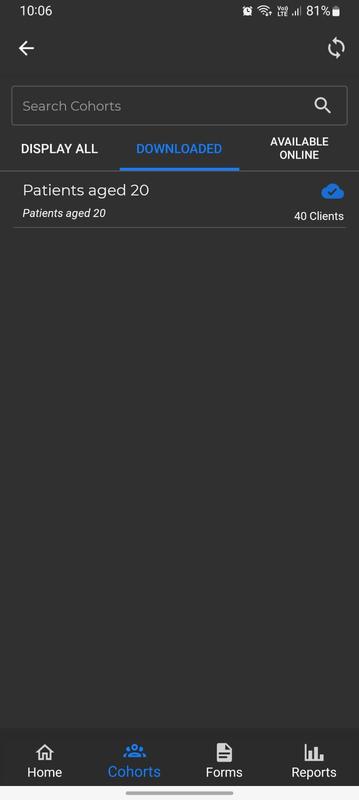 10:06
Vo))
LTE
81%
Search Cohorts
DISPLAY ALL
DOWNLOADED
AVAILABLE
ONLINE
Patients aged 20
Patients aged 20
40 Clients
Home
Cohorts
Forms
Reports